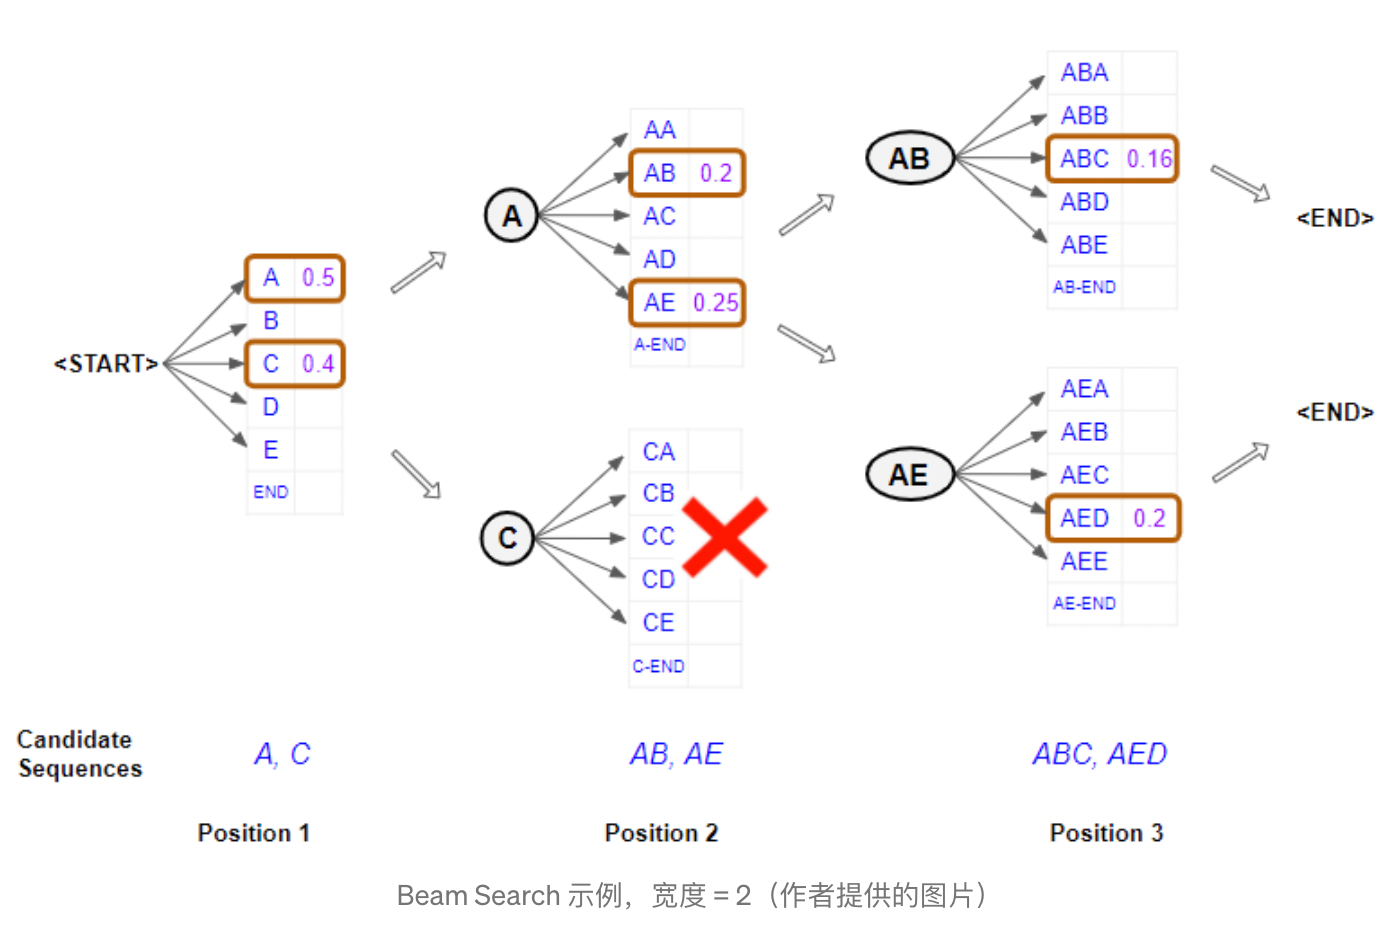 <START>
A 0.5
B
C 0.4
D
E
END
A
AA
AB 0.2
AC
AD
AE 0.25
A-END
C
CA
CB
CC
CD
CE
C-END
AB
ABA
ABB
ABC 0.16
ABD
ABE
AB-END
<END>
AE
AEA
AEB
AEC
AED 0.2
AEE
AE-END
<END>
Candidate
Sequences
A, C
AB, AE
ABC, AED
Position 1
Position 2
Position 3
Beam Search 示例，宽度 = 2（作者提供的图片）